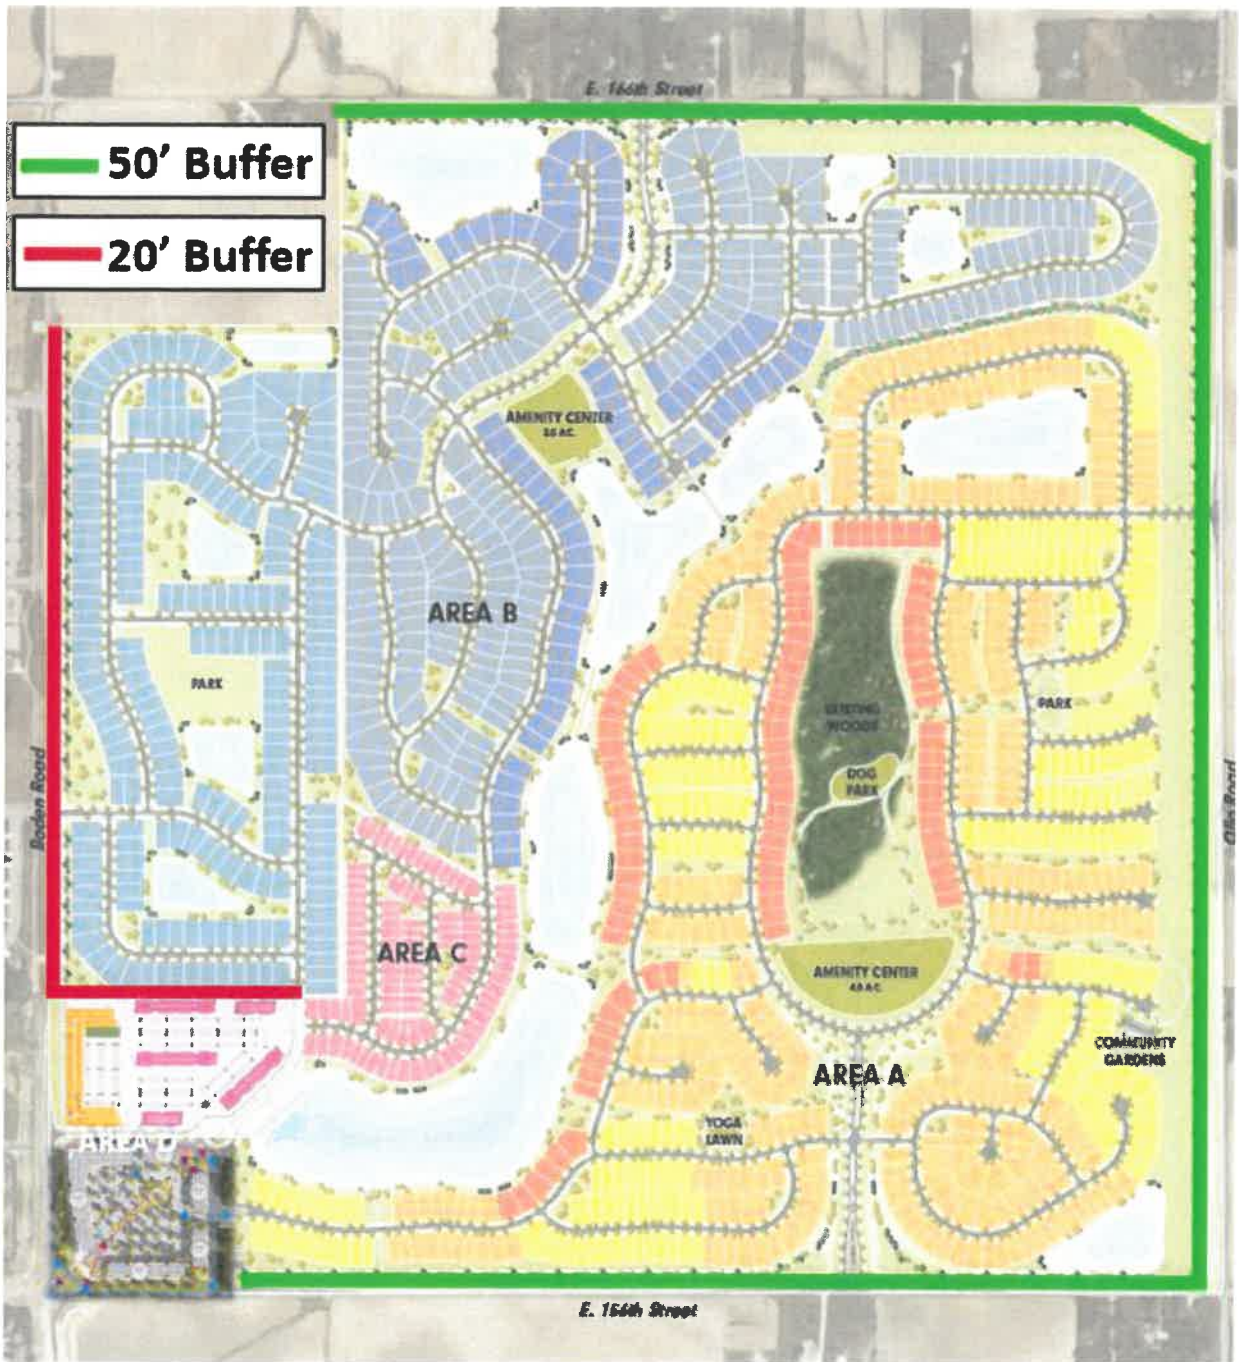 E. 166th Street
50' Buffer
20' Buffer
AMENITY CENTER
AREA B
PARK
EXISTING
WOODS
PARK
DOG
PARK
Boden Road
Olio Road
AREA C
AMENITY CENTER
COMMUNITY
GARDENS
AREA A
YOGA
LAWN
AREA D
E. 156th Street